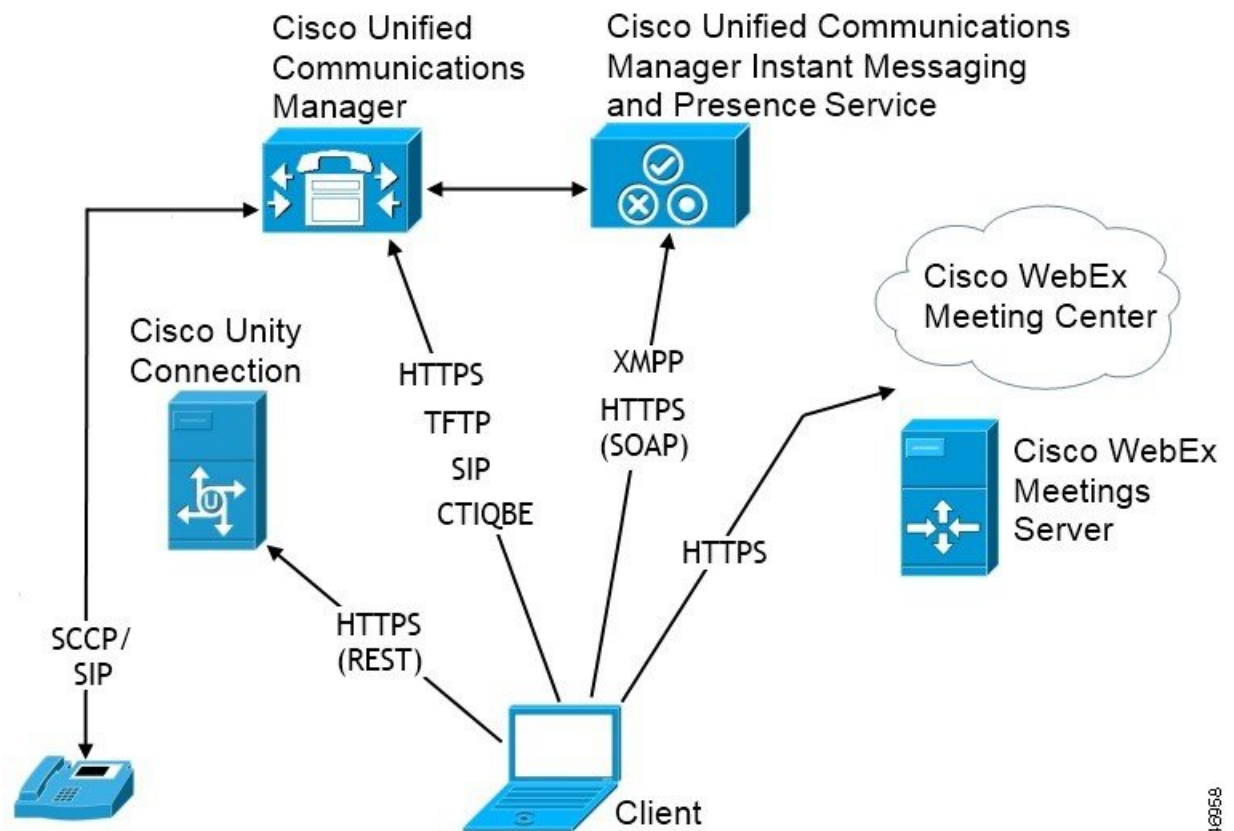 Cisco Unified
Communications
Manager
Cisco Unified Communications
Manager Instant Messaging
and Presence Service
Cisco WebEx
Meeting Center
Cisco Unity
Connection
HTTPS
TFTP
SIP
CTIQBE
XMPP
HTTPS
(SOAP)
Cisco WebEx
Meetings
Server
HTTPS
U
HTTPS
(REST)
SCCP/
SIP
Client